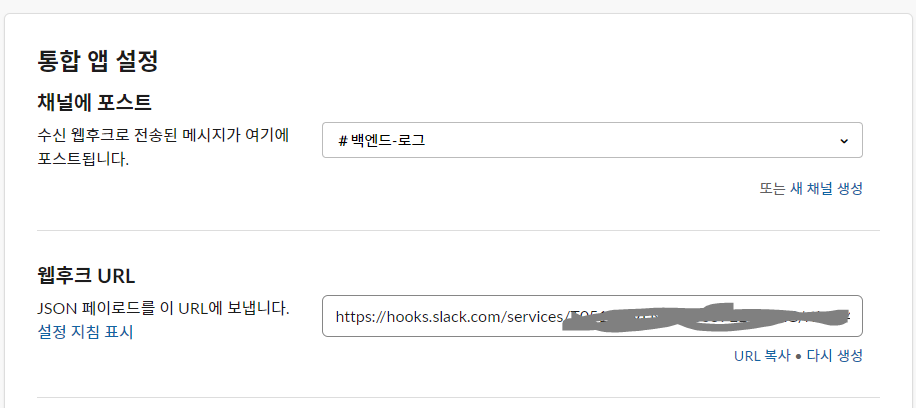 통합 앱 설정
채널에 포스트
수신 웹후크로 전송된 메시지가 여기에
포스트됩니다.
# 백엔드-로그
또는 새 채널 생성
웹후크 URL
JSON 페이로드를 이 URL에 보냅니다.
설정 지침 표시
https://hooks.slack.com/services/
URL 복사 • 다시 생성